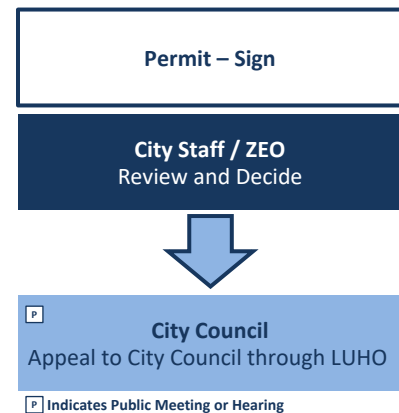 Permit – Sign
City Staff / ZEO
Review and Decide
P
City Council
Appeal to City Council through LUHO
P Indicates Public Meeting or Hearing